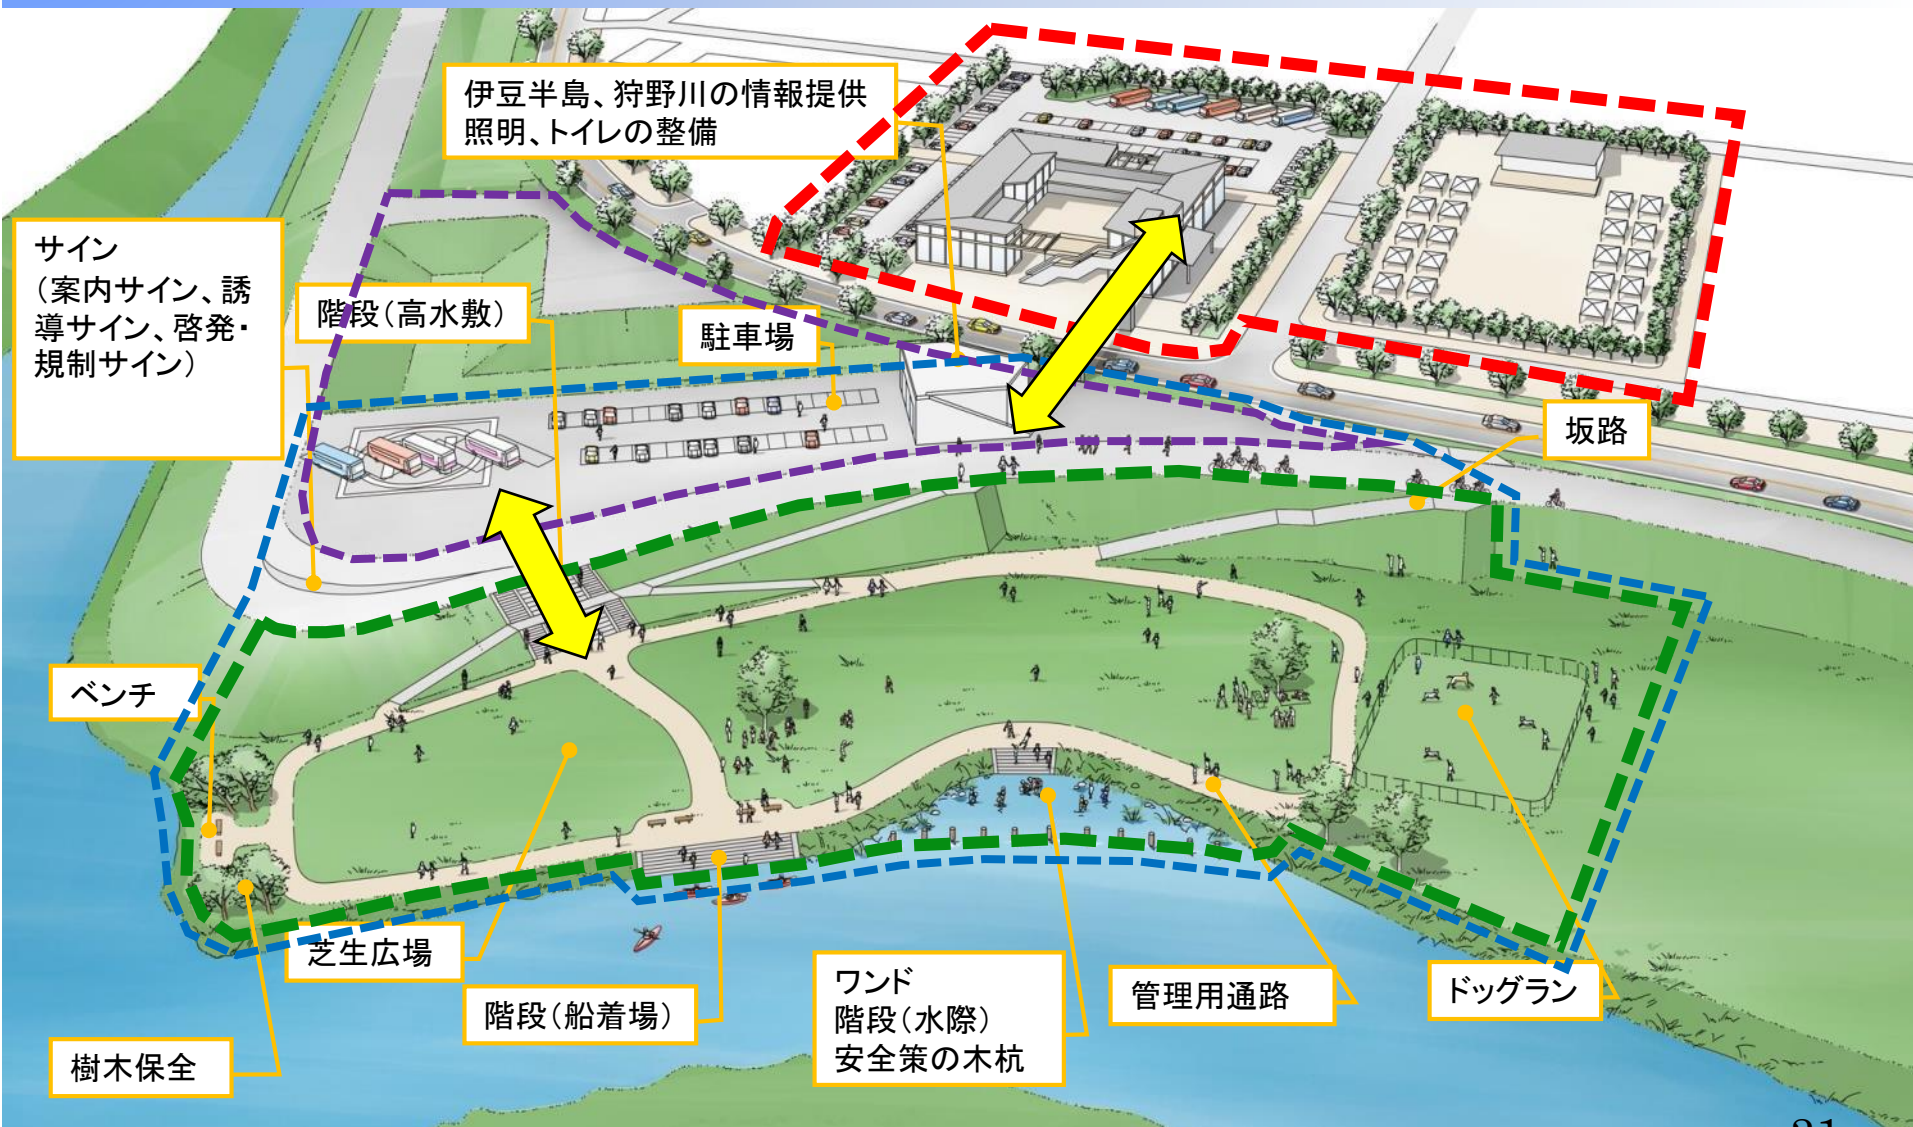 伊豆半島、狩野川の情報提供
照明、トイレの整備
サイン
（案内サイン、誘
導サイン、啓発・
規制サイン）
階段（高水敷）
駐車場
坂路
ベンチ
芝生広場
階段（船着場）
ワンド
階段（水際）
安全策の木杭
管理用通路
ドッグラン
樹木保全